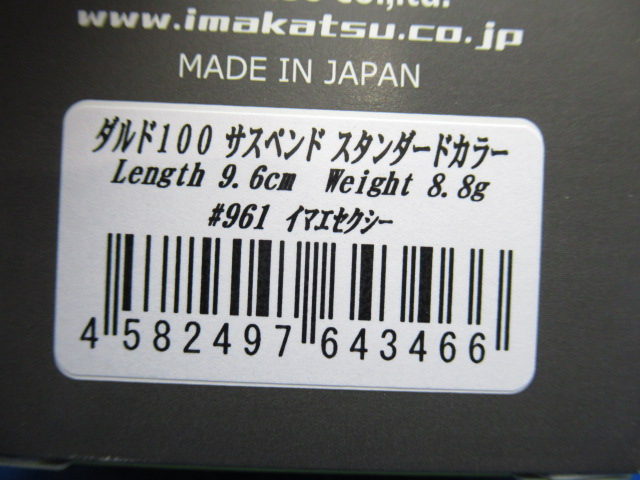 www.imakatsu.co.jp
MADE IN JAPAN
ダルド100 サスペンド スタンダードカラー
Length 9.6cm Weight 8.8g
#961 イマエセクシー
4 582497 643466